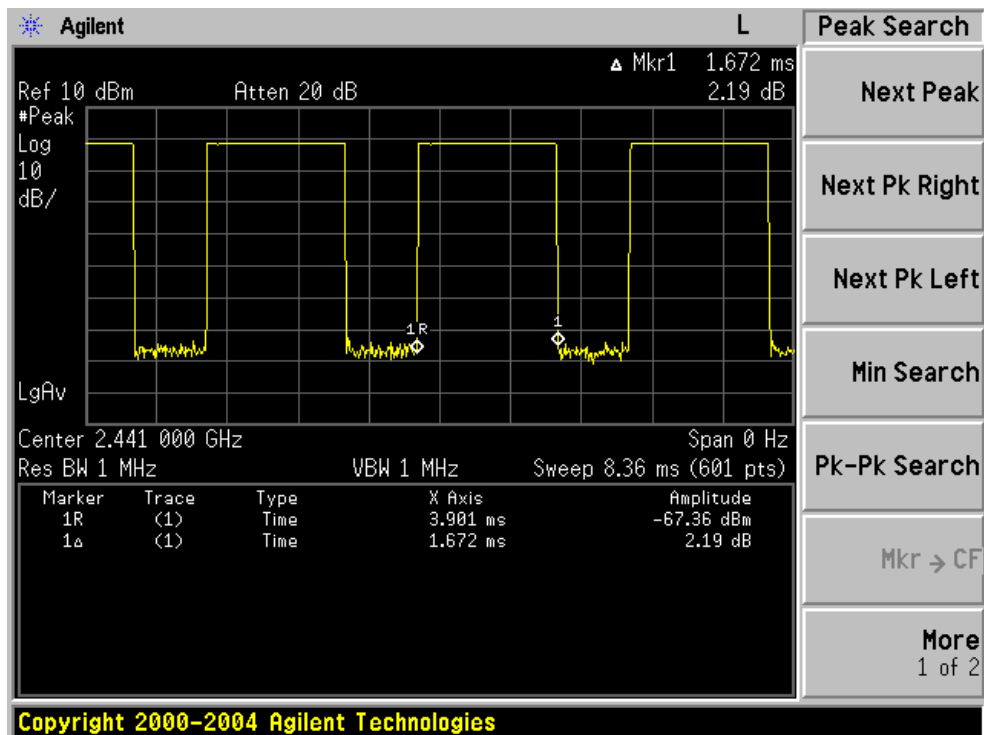 Agilent L
Δ Mkr1 1.672 ms
Ref 10 dBm Atten 20 dB 2.19 dB
#Peak
Log
10
dB/
1R 1
LgAv
Center 2.441 000 GHz Span 0 Hz
Res BW 1 MHz VBW 1 MHz Sweep 8.36 ms (601 pts)
Marker Trace Type X Axis Amplitude
1R (1) Time 3.901 ms -67.36 dBm
1Δ (1) Time 1.672 ms 2.19 dB
Copyright 2000-2004 Agilent Technologies
Peak Search
Next Peak
Next Pk Right
Next Pk Left
Min Search
Pk-Pk Search
Mkr → CF
More
1 of 2